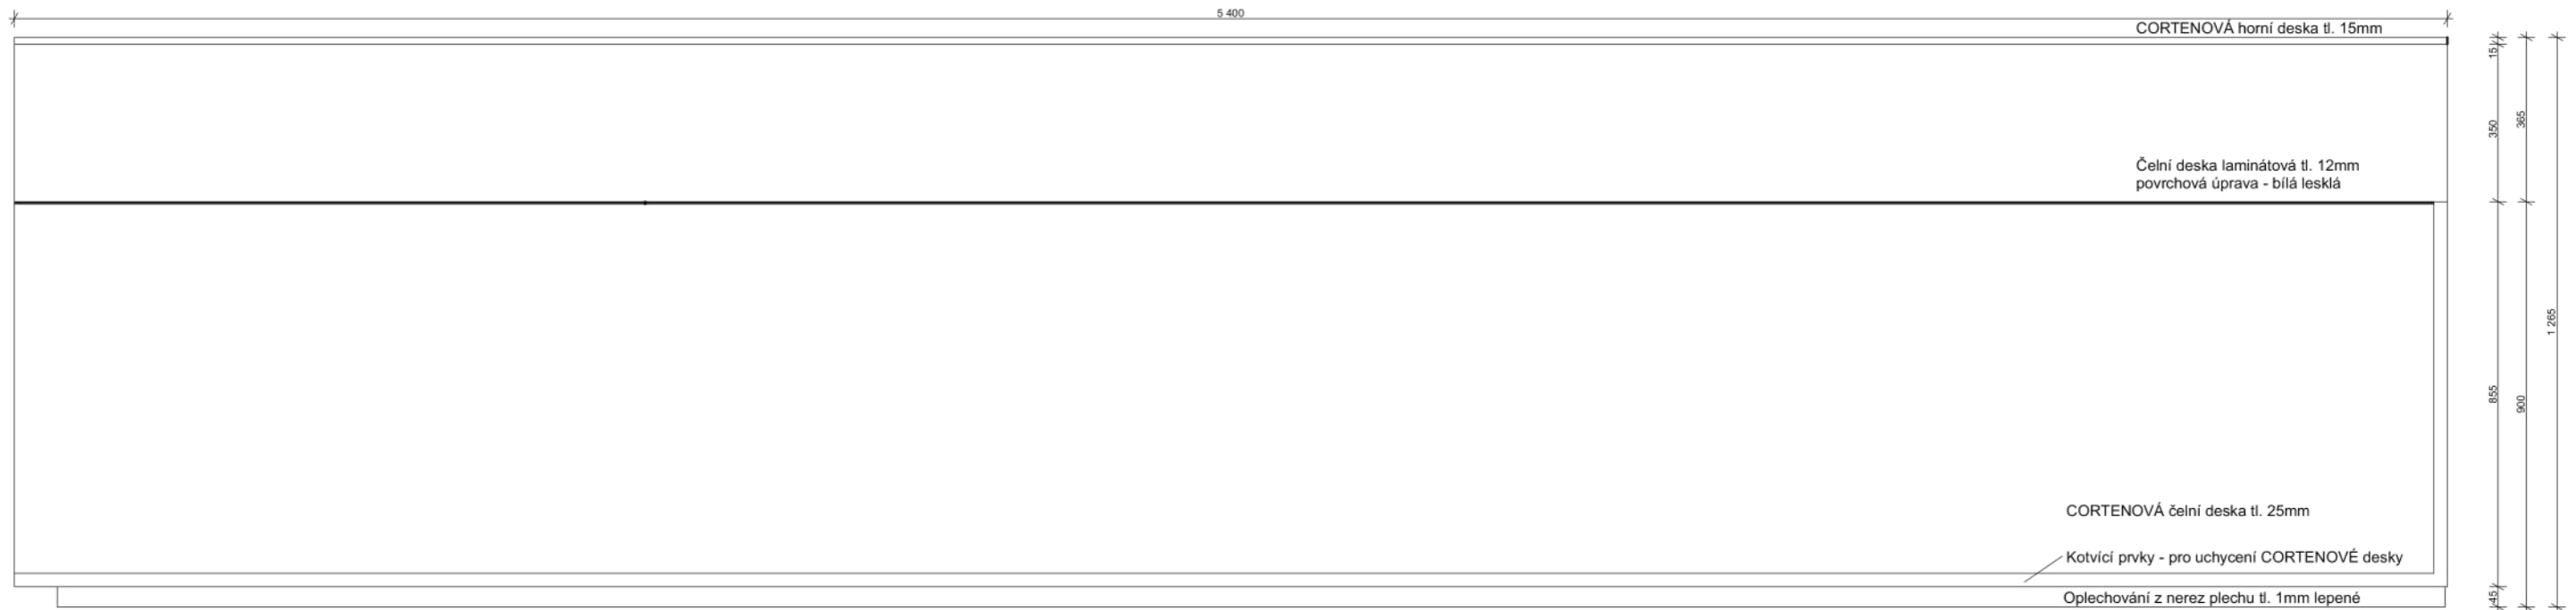 5 400
CORTENOVÁ horní deska tl. 15mm
15
350
365
Čelní deska laminátová tl. 12mm
povrchová úprava - bílá lesklá
1 265
855
900
CORTENOVÁ čelní deska tl. 25mm
Kotvící prvky - pro uchycení CORTENOVÉ desky
Oplechování z nerez plechu tl. 1mm lepené
45